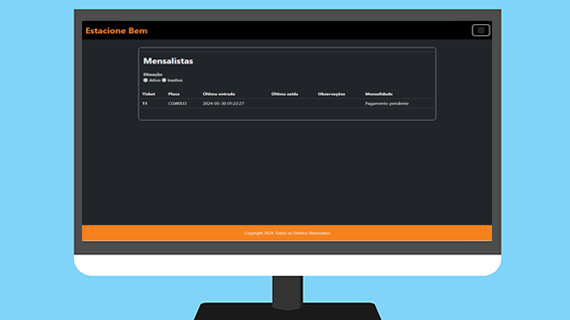 Estacione Bem
Mensalistas
Situação
Ativo Inativo
Ticket Placa Última entrada Última saída Observações Mensalidade
11 CGW003 2024-05-30 01:22:27 Pagamento pendente
Copyright 2024, Todos os Direitos Reservados